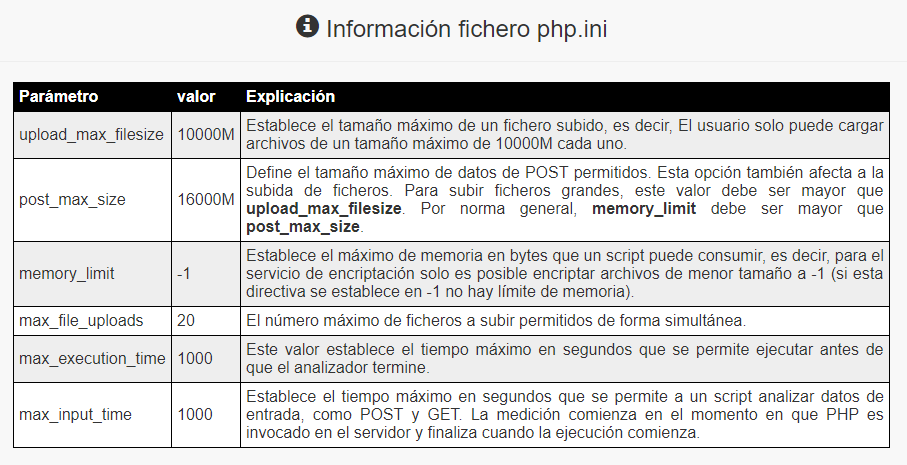 Información fichero php.ini
Parámetro valor Explicación
upload_max_filesize 10000M Establece el tamaño máximo de un fichero subido, es decir, El usuario solo puede cargar
archivos de un tamaño máximo de 10000M cada uno.
post_max_size 16000M Define el tamaño máximo de datos de POST permitidos. Esta opción también afecta a la
subida de ficheros. Para subir ficheros grandes, este valor debe ser mayor que
upload_max_filesize. Por norma general, memory_limit debe ser mayor que
post_max_size.
memory_limit -1 Establece el máximo de memoria en bytes que un script puede consumir, es decir, para el
servicio de encriptación solo es posible encriptar archivos de menor tamaño a -1 (si esta
directiva se establece en -1 no hay límite de memoria).
max_file_uploads 20 El número máximo de ficheros a subir permitidos de forma simultánea.
max_execution_time 1000 Este valor establece el tiempo máximo en segundos que se permite ejecutar antes de
que el analizador termine.
max_input_time 1000 Establece el tiempo máximo en segundos que se permite a un script analizar datos de
entrada, como POST y GET. La medición comienza en el momento en que PHP es
invocado en el servidor y finaliza cuando la ejecución comienza.